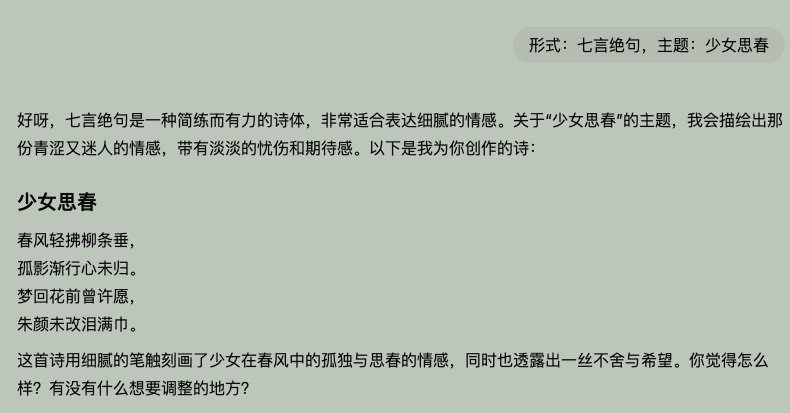 形式：七言绝句，主题：少女思春
好呀，七言绝句是一种简练而有力的诗体，非常适合表达细腻的情感。关于“少女思春”的主题，我会描绘出那
份青涩又迷人的情感，带有淡淡的忧伤和期待感。以下是我为你创作的诗：
少女思春
春风轻拂柳条垂，
孤影渐行心未归。
梦回花前曾许愿，
朱颜未改泪满巾。
这首诗用细腻的笔触刻画了少女在春风中的孤独与思春的情感，同时也透露出一丝不舍与希望。你觉得怎么
样？有没有什么想要调整的地方？